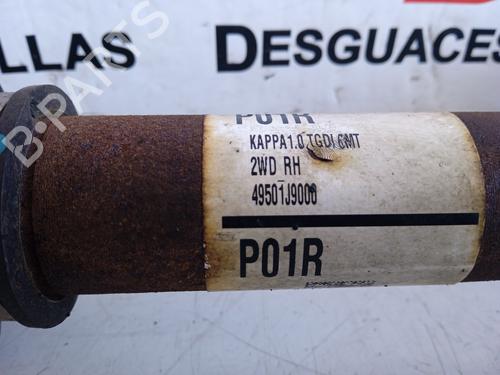 LLAS
DESGUACES
B-PARTS
P01R
KAPPA1.0 TGDI 6MT
2WD RH
49501J9000
P01R